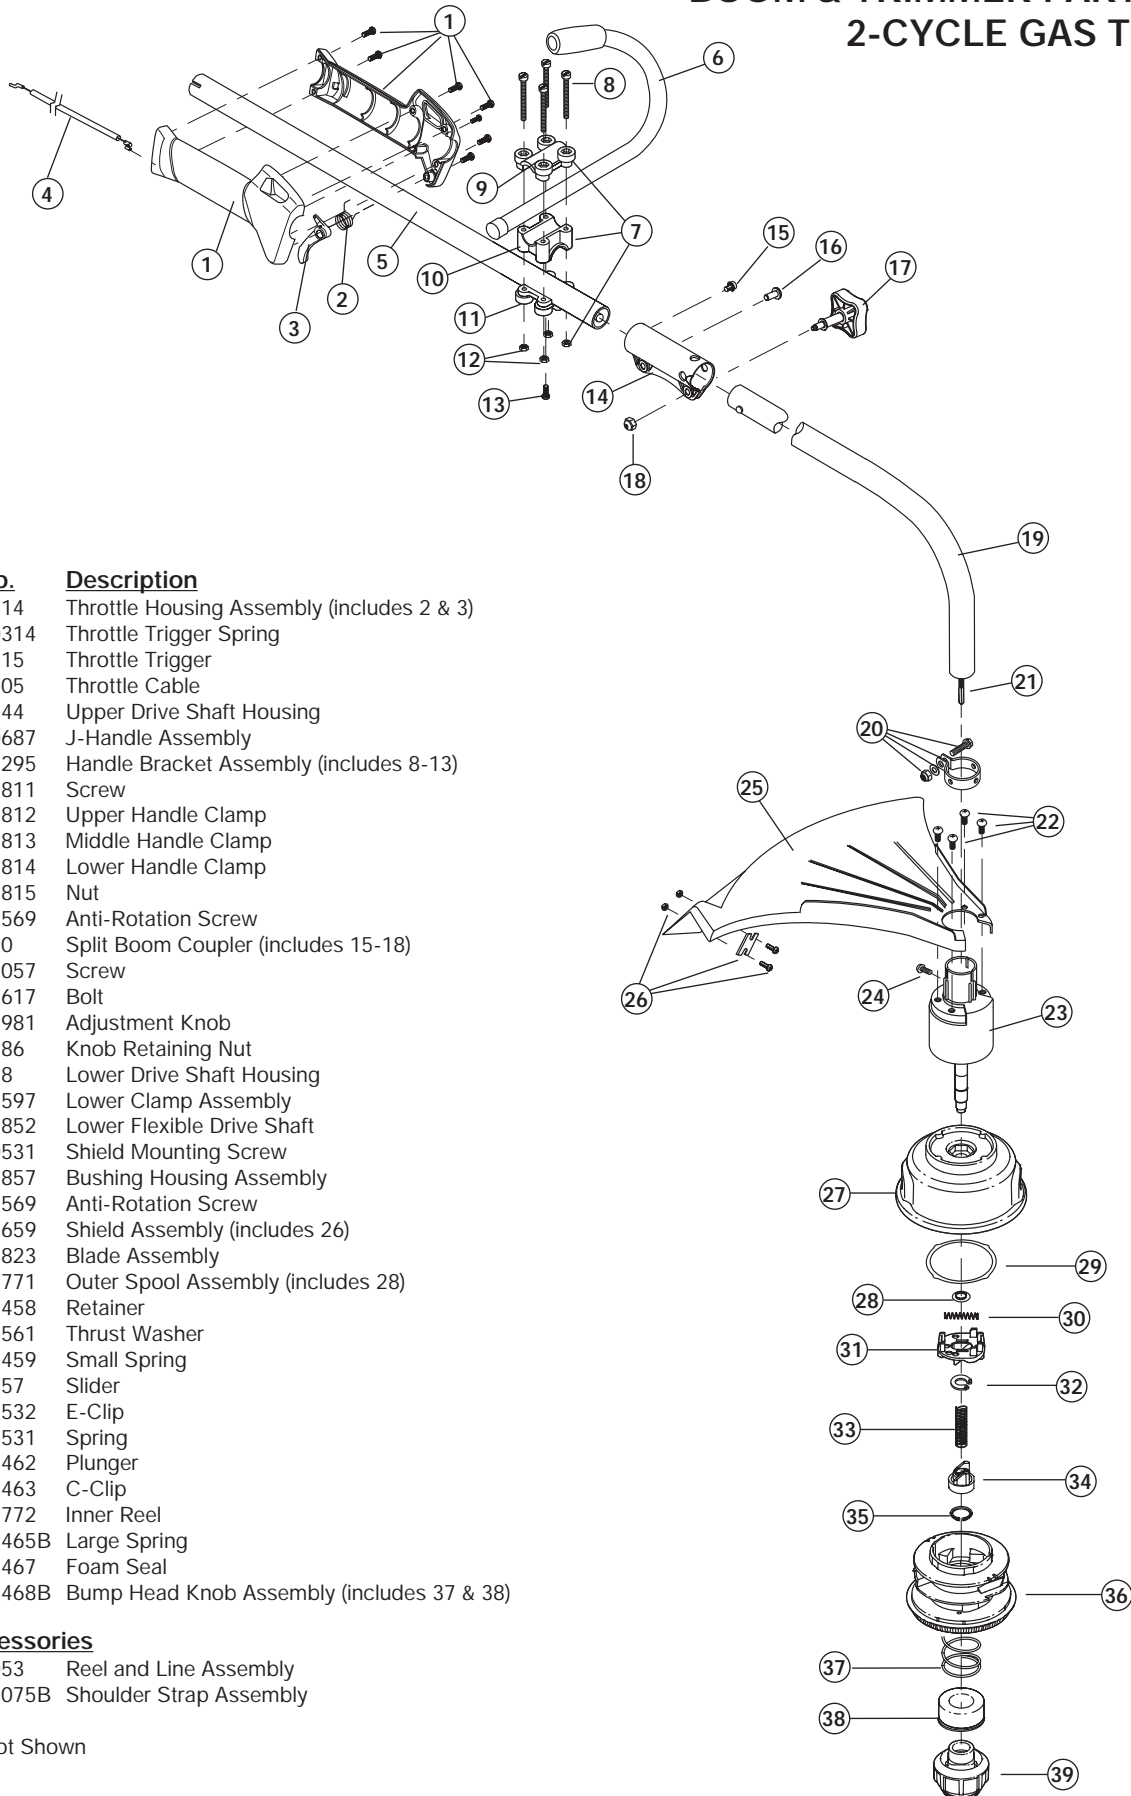 BOOM & TRIMMER PART
2-CYCLE GAS T
1
6
8
4
9
7
1
5
10
15
16
17
2
3
11
12
13
14
18
19
21
20
25
22
26
24
23
27
29
28
30
31
32
33
34
35
36
37
38
39
o. Description
14 Throttle Housing Assembly (includes 2 & 3)
314 Throttle Trigger Spring
15 Throttle Trigger
05 Throttle Cable
44 Upper Drive Shaft Housing
687 J-Handle Assembly
295 Handle Bracket Assembly (includes 8-13)
811 Screw
812 Upper Handle Clamp
813 Middle Handle Clamp
814 Lower Handle Clamp
815 Nut
569 Anti-Rotation Screw
0 Split Boom Coupler (includes 15-18)
057 Screw
617 Bolt
981 Adjustment Knob
86 Knob Retaining Nut
8 Lower Drive Shaft Housing
597 Lower Clamp Assembly
852 Lower Flexible Drive Shaft
531 Shield Mounting Screw
857 Bushing Housing Assembly
569 Anti-Rotation Screw
659 Shield Assembly (includes 26)
823 Blade Assembly
771 Outer Spool Assembly (includes 28)
458 Retainer
561 Thrust Washer
459 Small Spring
57 Slider
532 E-Clip
531 Spring
462 Plunger
463 C-Clip
772 Inner Reel
465B Large Spring
467 Foam Seal
468B Bump Head Knob Assembly (includes 37 & 38)
essories
053 Reel and Line Assembly
075B Shoulder Strap Assembly
ot Shown